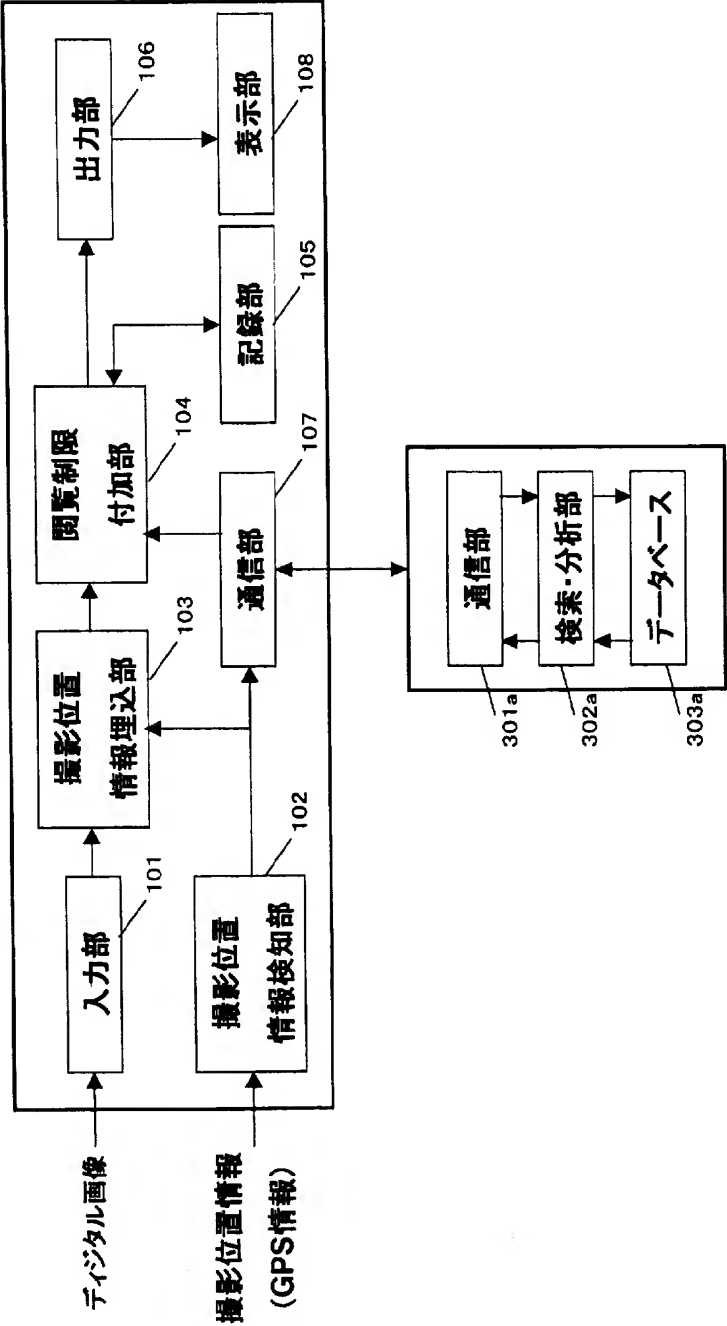 ディジタル画像
入力部
101
撮影位置
情報埋込部
103
閲覧制限
付加部
104
出力部
106
撮影位置情報
(GPS情報)
撮影位置
情報検知部
102
通信部
107
記録部
105
表示部
108
通信部
301a
検索・分析部
302a
データベース
303a